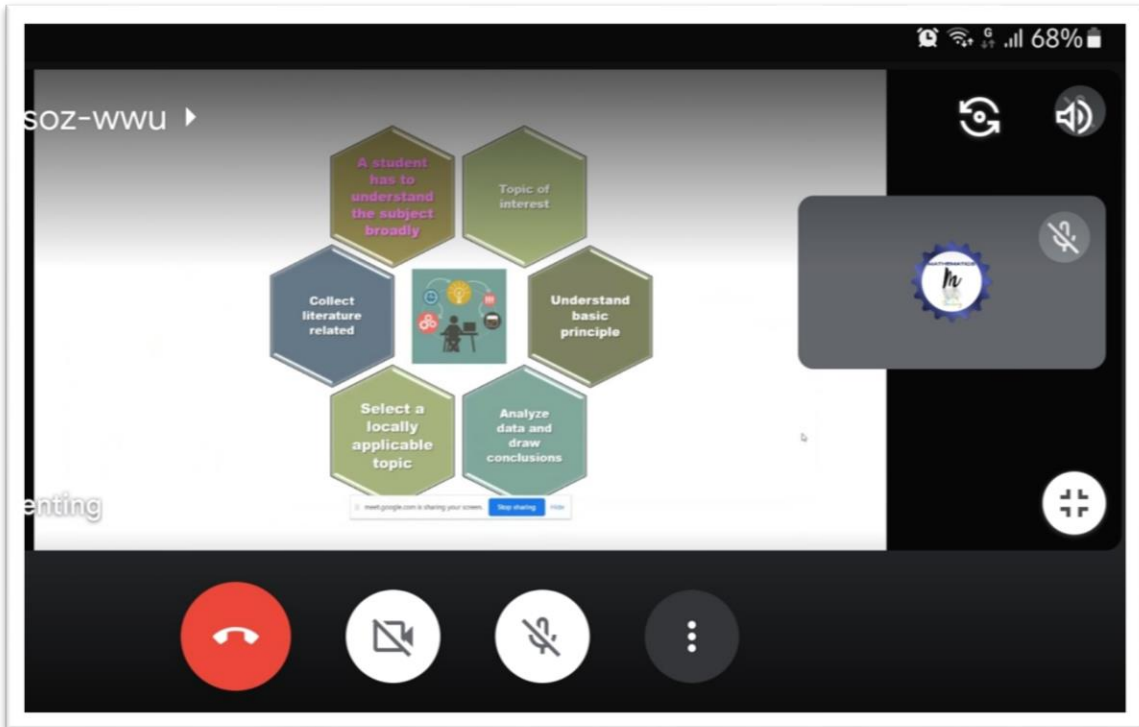 68%
soz-wwu
A student
has to
understand
the subject
broadly
Topic of
interest
MATHEMATICS
Collect
literature
related
Understand
basic
principle
Select a
locally
applicable
topic
Analyze
data and
draw
conclusions
enting
meet.google.com is sharing your screen. Stop sharing Hide